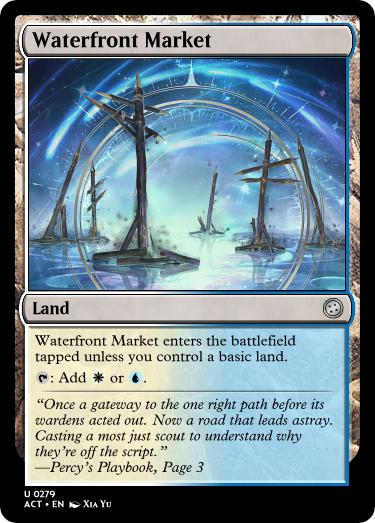 Waterfront Market
Land
Waterfront Market enters the battlefield
tapped unless you control a basic land.
: Add or .
“Once a gateway to the one right path before its
wardens acted out. Now a road that leads astray.
Casting a most just scout to understand why
they’re off the script.”
—Percy’s Playbook, Page 3
U 0279
ACT • EN Xia Yu